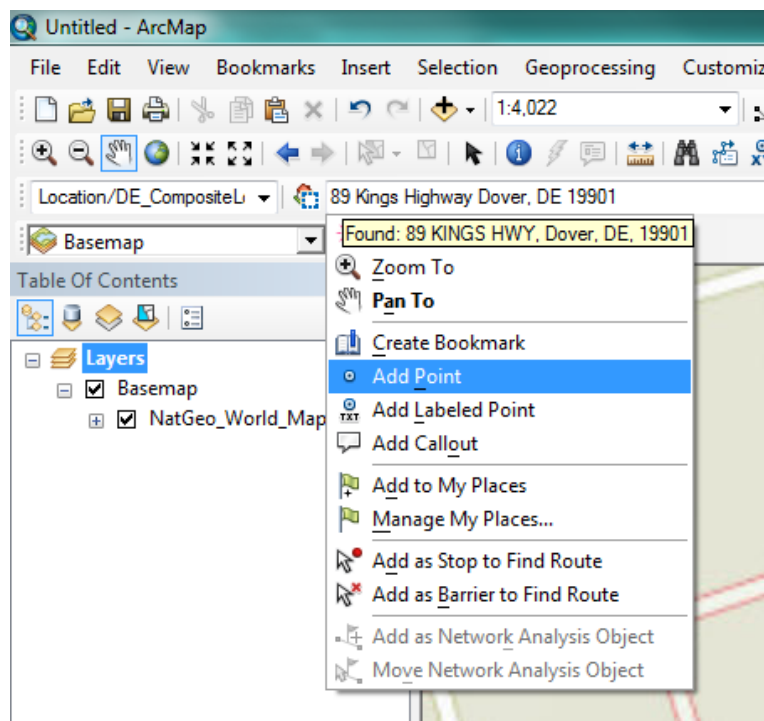 Untitled - ArcMap
File Edit View Bookmarks Insert Selection Geoprocessing Customiz
1:4,022
Location/DE_CompositeL 89 Kings Highway Dover, DE 19901
Found: 89 KINGS HWY, Dover, DE, 19901
Basemap
Zoom To
Table Of Contents
Pan To
Create Bookmark
Layers
Add Point
Basemap
Add Labeled Point
TXT
NatGeo_World_Map
Add Callout
Add to My Places
Manage My Places...
Add as Stop to Find Route
Add as Barrier to Find Route
Add as Network Analysis Object
Move Network Analysis Object